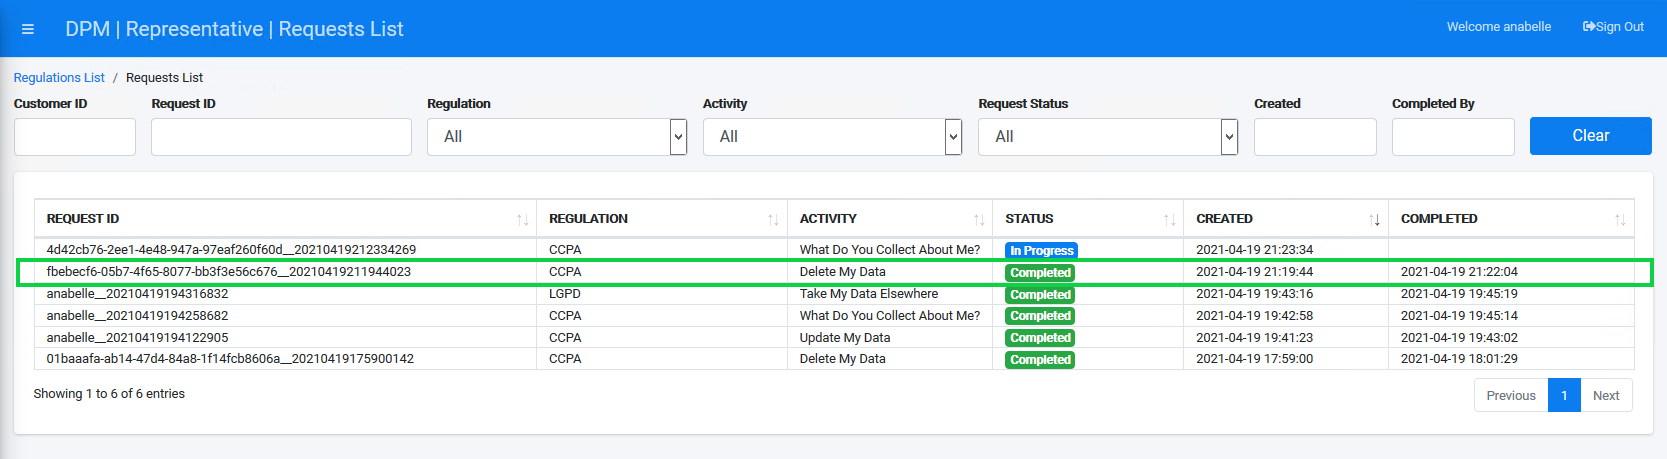 DPM | Representative | Requests List
Welcome anabelle
Sign Out
Regulations List / Requests List
Customer ID Request ID Regulation Activity Request Status Created Completed By
All All All Clear
REQUEST ID REGULATION ACTIVITY STATUS CREATED COMPLETED
4d42cb76-2ee1-4e48-947a-97eaf260f60d__20210419212334269 CCPA What Do You Collect About Me? In Progress 2021-04-19 21:23:34
fbebecf6-05b7-4f65-8077-bb3f3e56c676__20210419211944023 CCPA Delete My Data Completed 2021-04-19 21:19:44 2021-04-19 21:22:04
anabelle__20210419194316832 LGPD Take My Data Elsewhere Completed 2021-04-19 19:43:16 2021-04-19 19:45:19
anabelle__20210419194258682 CCPA What Do You Collect About Me? Completed 2021-04-19 19:42:58 2021-04-19 19:45:14
anabelle__20210419194122905 CCPA Update My Data Completed 2021-04-19 19:41:23 2021-04-19 19:43:02
01baaafa-ab14-47d4-84a8-1f14fcb8606a__20210419175900142 CCPA Delete My Data Completed 2021-04-19 17:59:00 2021-04-19 18:01:29
Showing 1 to 6 of 6 entries
Previous 1 Next